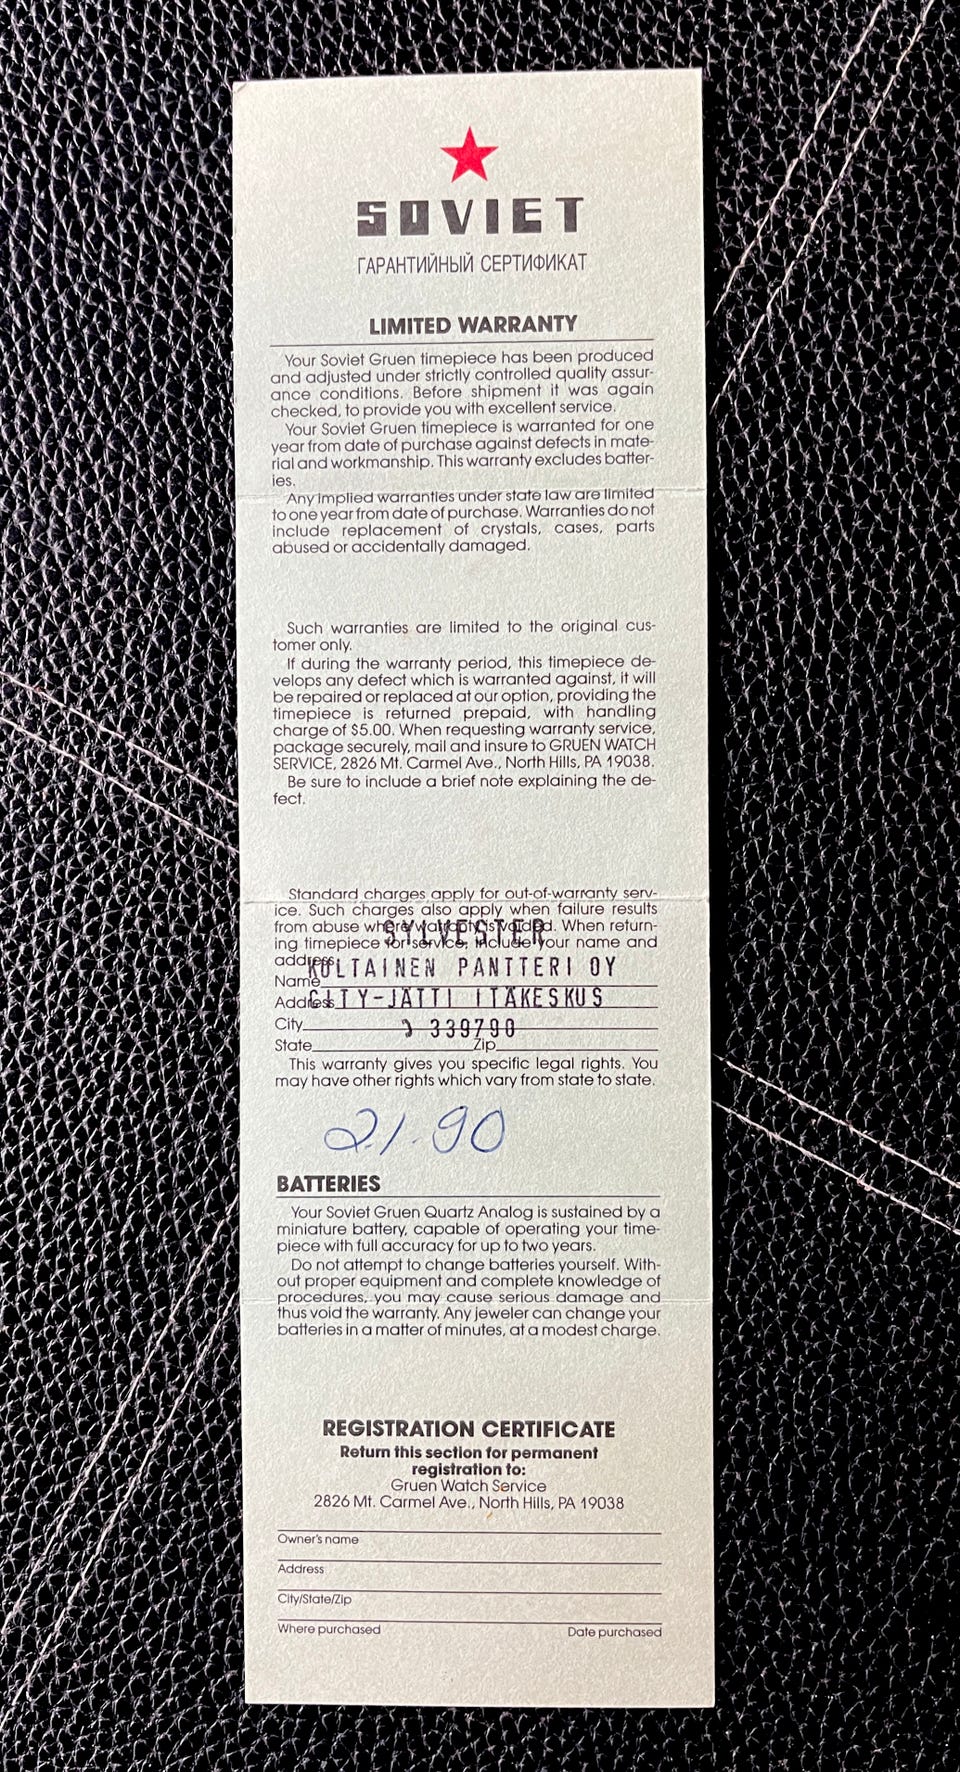 SOVIET
ГАРАНТИЙНЫЙ СЕРТИФИКАТ
LIMITED WARRANTY
Your Soviet Gruen timepiece has been produced
and adjusted under strictly controlled quality assur-
ance conditions. Before shipment it was again
checked, to provide you with excellent service.
Your Soviet Gruen timepiece is warranted for one
year from date of purchase against defects in mate-
rial and workmanship. This warranty excludes batter-
ies.
Any implied warranties under state law are limited
to one year from date of purchase. Warranties do not
include replacement of crystals, cases, parts
abused or accidentally damaged.
Such warranties are limited to the original cus-
tomer only.
If during the warranty period, this timepiece de-
velops any defect which is warranted against, it will
be repaired or replaced at our option, providing the
timepiece is returned prepaid, with handling
charge of $5.00. When requesting warranty service,
package securely, mail and insure to GRUEN WATCH
SERVICE, 2826 Mt. Carmel Ave., North Hills, PA 19038.
Be sure to include a brief note explaining the de-
fect.
Standard charges apply for out-of-warranty serv-
ice. Such charges also apply when failure results
from abuse where warranty is voided. When return-
SYLVESTER
ing timepiece for service, include your name and
address.
KULTAINEN PANTTERI OY
Name
CITY-JÄTTI ITÄKESKUS
Address
City
339790
State Zip
This warranty gives you specific legal rights. You
may have other rights which vary from state to state.
2.1.90
BATTERIES
Your Soviet Gruen Quartz Analog is sustained by a
miniature battery, capable of operating your time-
piece with full accuracy for up to two years.
Do not attempt to change batteries yourself. With-
out proper equipment and complete knowledge of
procedures, you may cause serious damage and
thus void the warranty. Any jeweler can change your
batteries in a matter of minutes, at a modest charge.
REGISTRATION CERTIFICATE
Return this section for permanent
registration to:
Gruen Watch Service
2826 Mt. Carmel Ave., North Hills, PA 19038
Owner's name
Address
City/State/Zip
Where purchased Date purchased